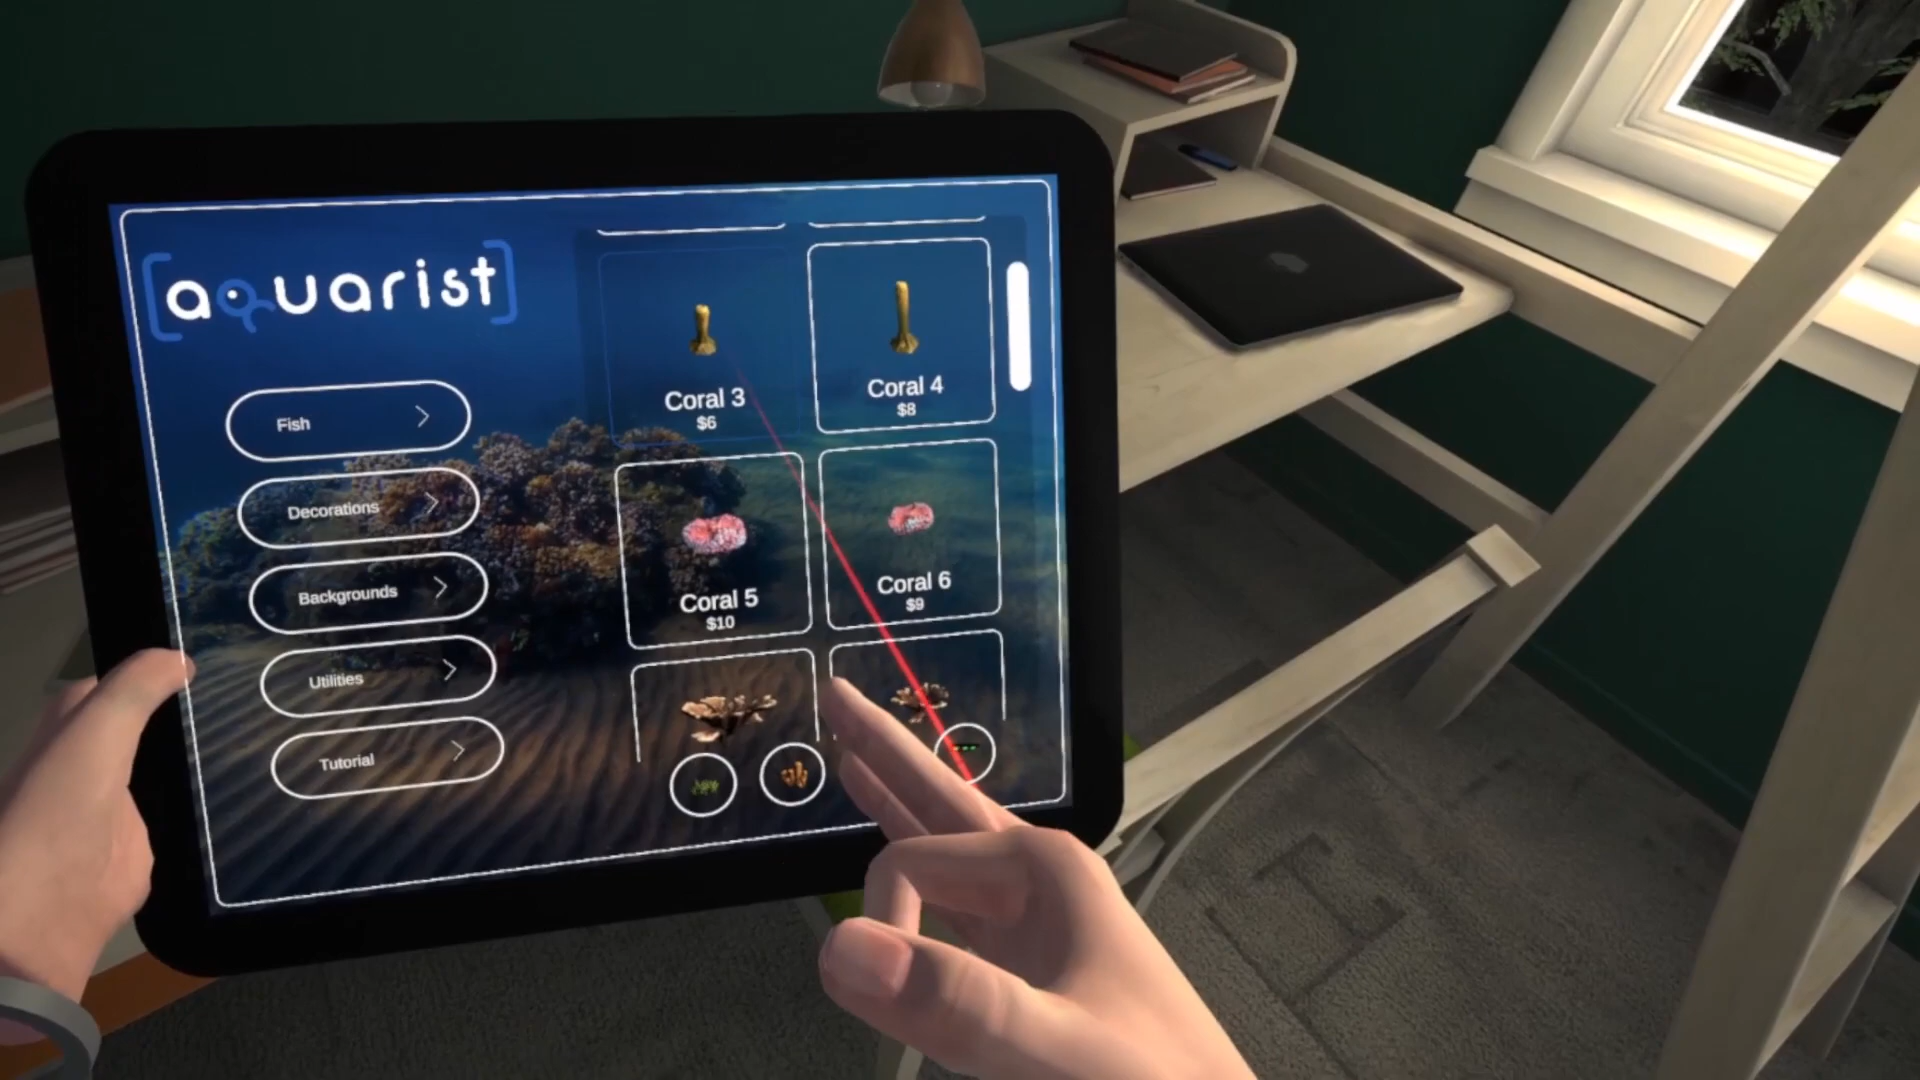 [aquarist]
Fish
Decorations
Backgrounds
Utilities
Tutorial
Coral 3
$6
Coral 4
$8
Coral 5
$10
Coral 6
$9